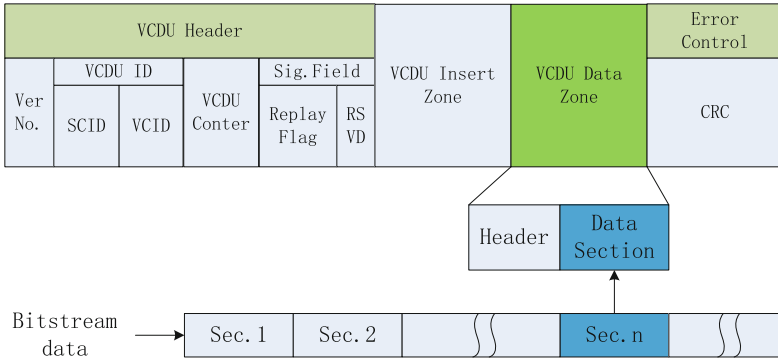 VCDU Header
VCDU Insert
Zone
VCDU Data
Zone
Error
Control
Ver
No.
VCDU ID
SCID
VCID
VCDU
Conter
Sig.Field
Replay
Flag
RS
VD
CRC
Header
Data
Section
Bitstream
data
Sec.1
Sec.2
Sec.n